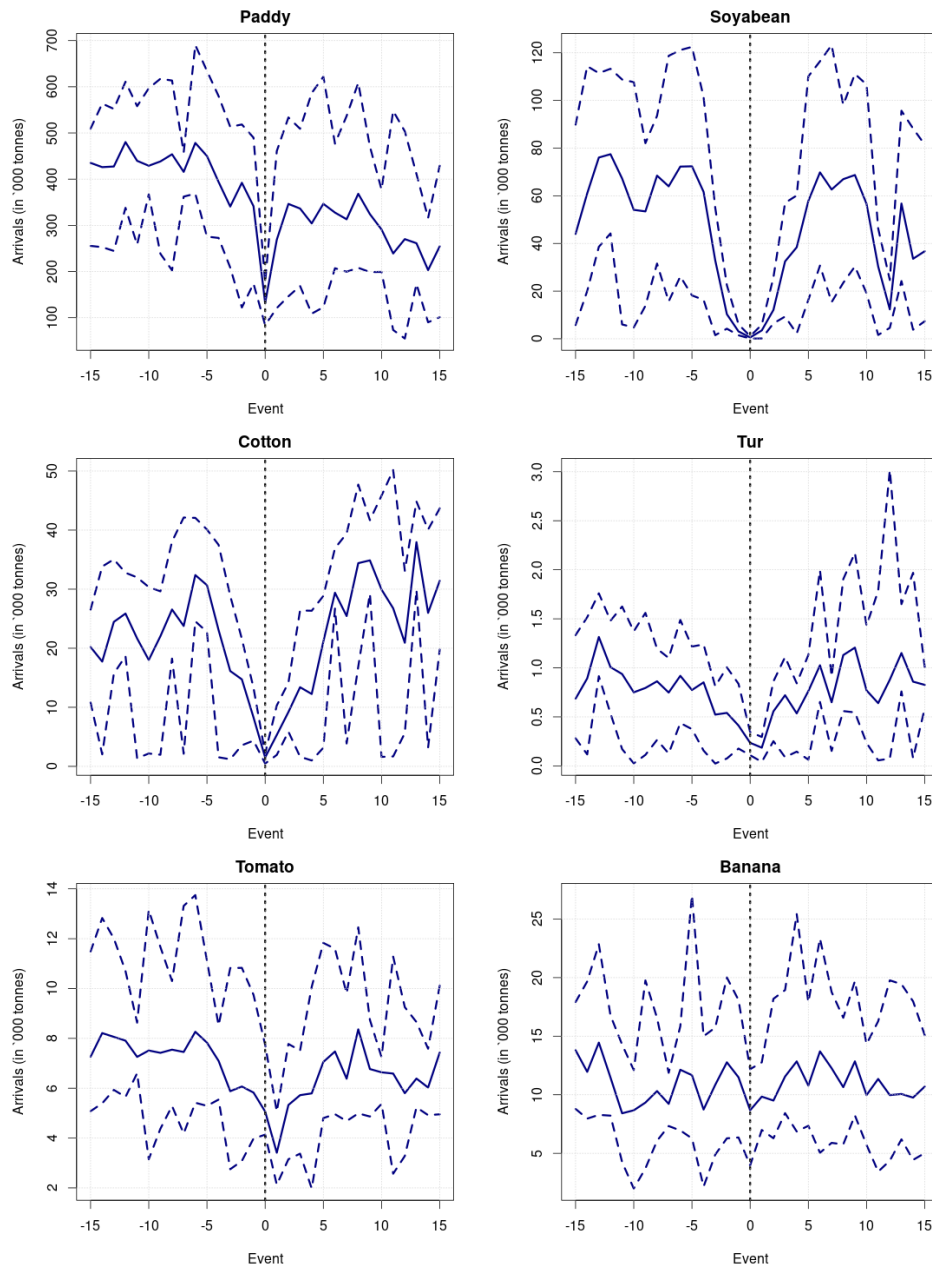 Paddy
Arrivals (in `000 tonnes)
700
600
500
400
300
200
100
-15 -10 -5 0 5 10 15
Event
Soyabean
Arrivals (in `000 tonnes)
120
100
80
60
40
20
0
-15 -10 -5 0 5 10 15
Event
Cotton
Arrivals (in `000 tonnes)
50
40
30
20
10
0
-15 -10 -5 0 5 10 15
Event
Tur
Arrivals (in `000 tonnes)
3.0
2.5
2.0
1.5
1.0
0.5
0.0
-15 -10 -5 0 5 10 15
Event
Tomato
Arrivals (in `000 tonnes)
14
12
10
8
6
4
2
-15 -10 -5 0 5 10 15
Event
Banana
Arrivals (in `000 tonnes)
25
20
15
10
5
-15 -10 -5 0 5 10 15
Event